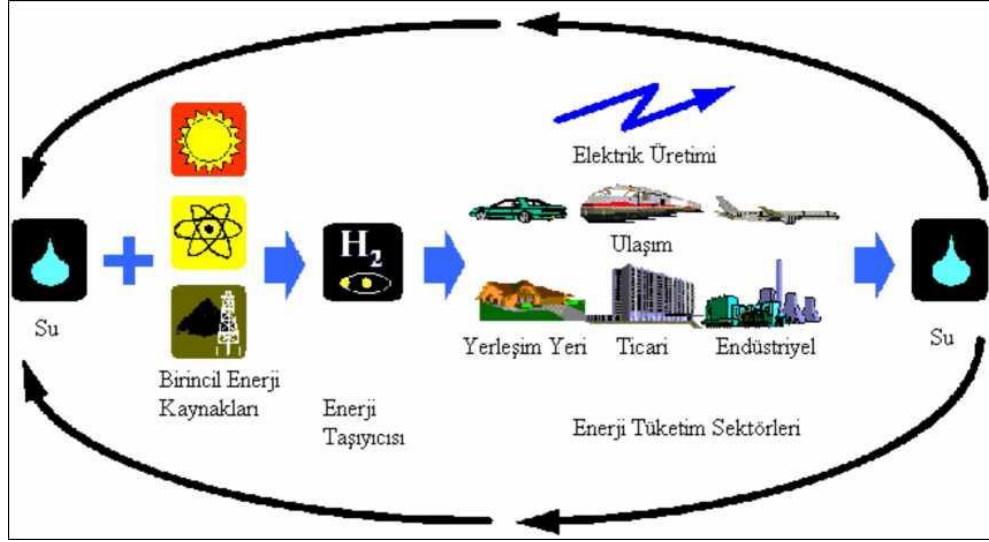 Elektrik Üretimi
H2
Ulaşım
Su
Yerleşim Yeri
Ticari
Endüstriyel
Su
Birincil Enerji
Kaynakları
Enerji
Taşıyıcısı
Enerji Tüketim Sektörleri